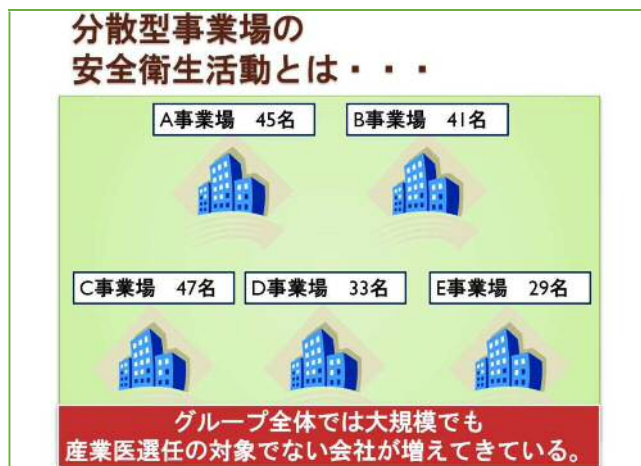 分散型事業場の
安全衛生活動とは・・・
A事業場　45名
B事業場　41名
C事業場　47名
D事業場　33名
E事業場　29名
グループ全体では大規模でも
産業医選任の対象でない会社が増えてきている。